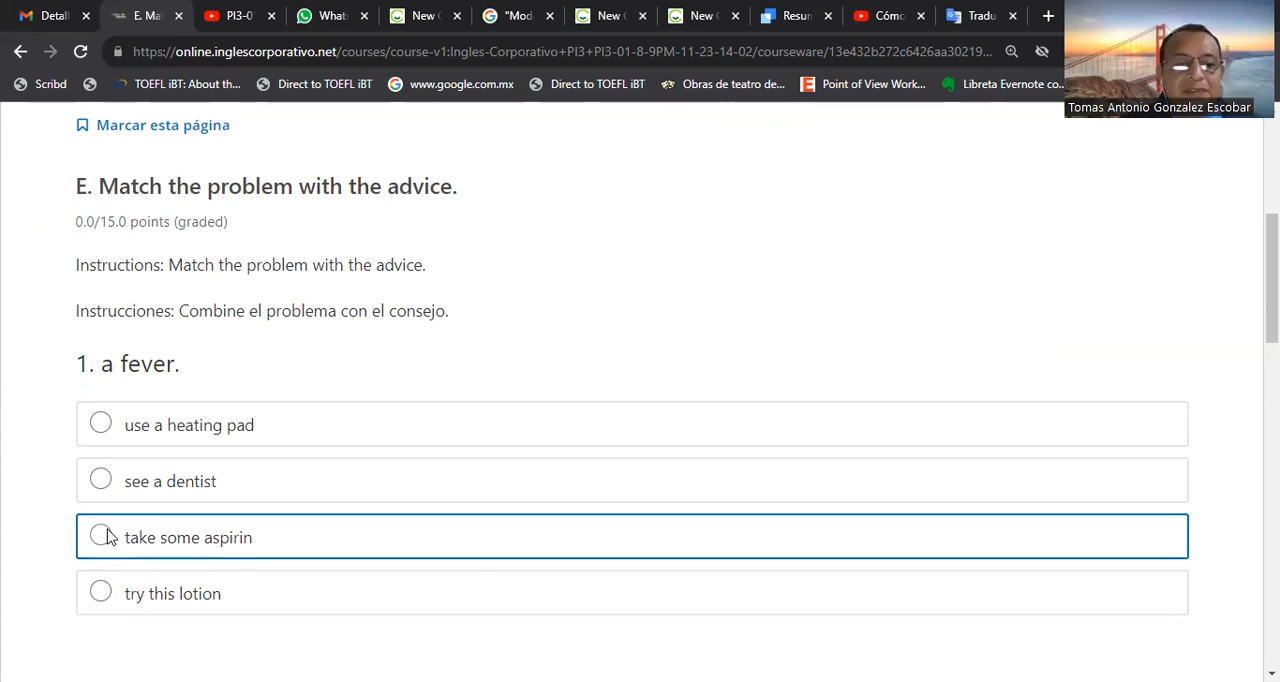 Detall
E. Ma
PI3-0
What
New
"Mod
New
New
Resun
Cómo
Tradu
https://online.inglescorporativo.net/courses/course-v1:Ingles-Corporativo+PI3+PI3-01-8-9PM-11-23-14-02/courseware/13e432b272c6426aa30219...
Scribd
TOEFL iBT: About th...
Direct to TOEFL iBT
www.google.com.mx
Direct to TOEFL iBT
Obras de teatro de...
Point of View Work...
Libreta Evernote co...
Tomas Antonio Gonzalez Escobar
Marcar esta página
E. Match the problem with the advice.
0.0/15.0 points (graded)
Instructions: Match the problem with the advice.
Instrucciones: Combine el problema con el consejo.
1. a fever.
use a heating pad
see a dentist
take some aspirin
try this lotion